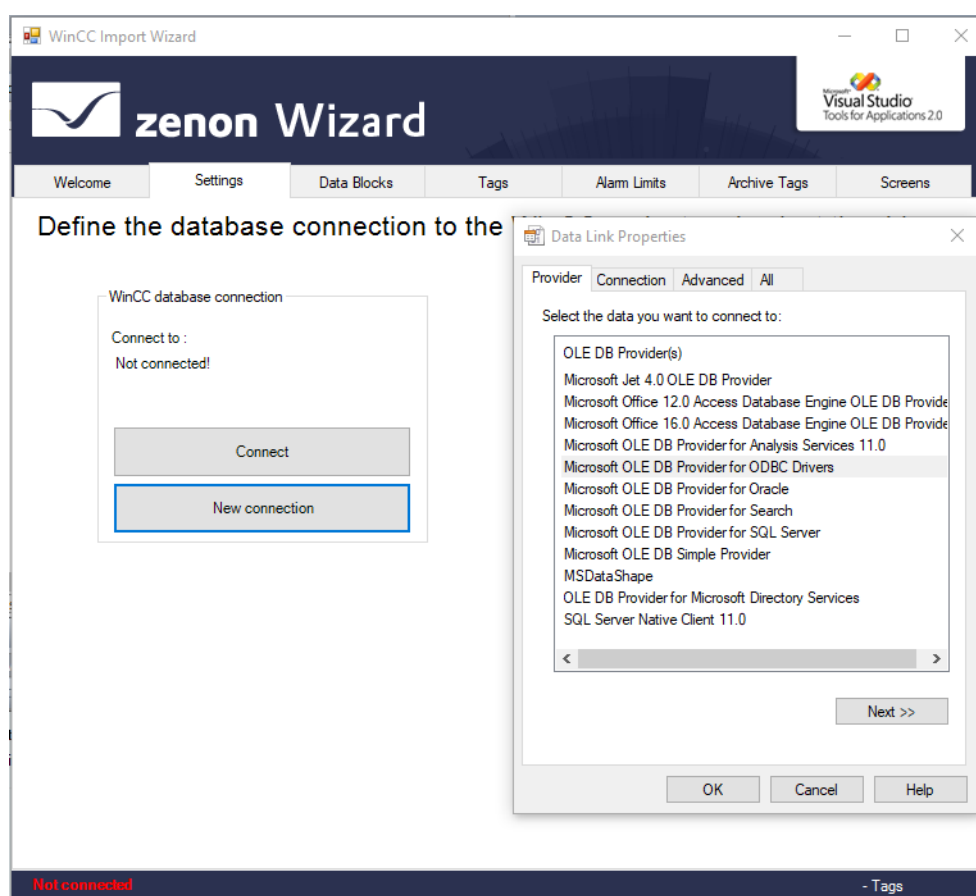 WinCC Import Wizard
zenon Wizard
Microsoft
Visual Studio
Tools for Applications 2.0
Welcome Settings Data Blocks Tags Alarm Limits Archive Tags Screens
Define the database connection to the
WinCC database connection
Connect to :
Not connected!
Connect
New connection
Data Link Properties
Provider Connection Advanced All
Select the data you want to connect to:
OLE DB Provider(s)
Microsoft Jet 4.0 OLE DB Provider
Microsoft Office 12.0 Access Database Engine OLE DB Provide
Microsoft Office 16.0 Access Database Engine OLE DB Provide
Microsoft OLE DB Provider for Analysis Services 11.0
Microsoft OLE DB Provider for ODBC Drivers
Microsoft OLE DB Provider for Oracle
Microsoft OLE DB Provider for Search
Microsoft OLE DB Provider for SQL Server
Microsoft OLE DB Simple Provider
MSDataShape
OLE DB Provider for Microsoft Directory Services
SQL Server Native Client 11.0
Next >>
OK Cancel Help
Not connected - Tags